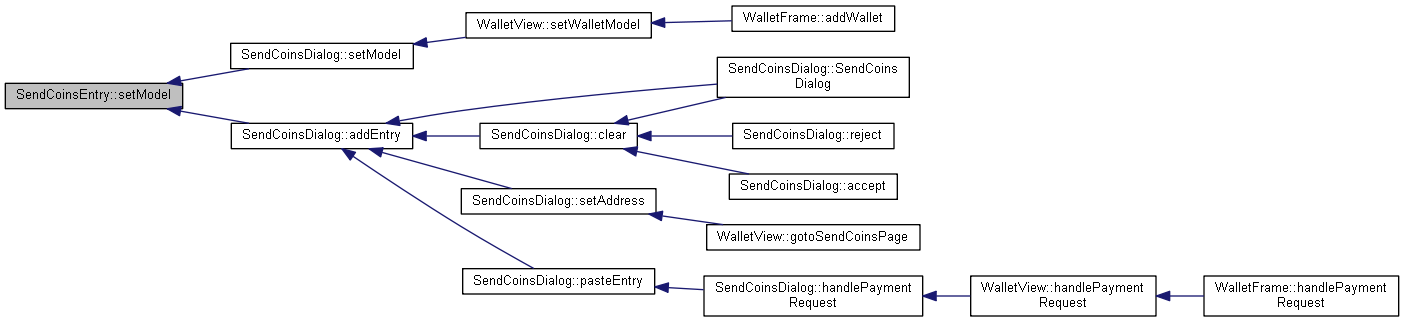 WalletFrame::addWallet
WalletView::setWalletModel
SendCoinsDialog::setModel
SendCoinsDialog::SendCoins
Dialog
SendCoinsEntry::setModel
SendCoinsDialog::addEntry
SendCoinsDialog::clear
SendCoinsDialog::reject
SendCoinsDialog::accept
SendCoinsDialog::setAddress
WalletView::gotoSendCoinsPage
SendCoinsDialog::pasteEntry
SendCoinsDialog::handlePayment
Request
WalletView::handlePayment
Request
WalletFrame::handlePayment
Request